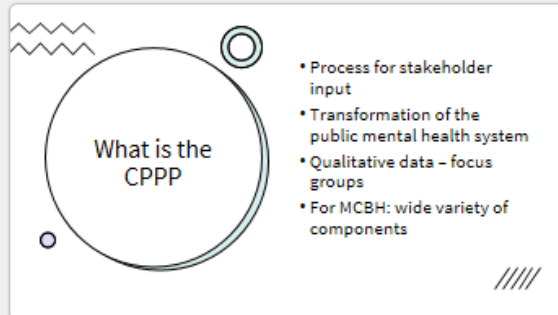 What is the
CPPP
• Process for stakeholder
input
• Transformation of the
public mental health system
• Qualitative data – focus
groups
• For MCBH: wide variety of
components